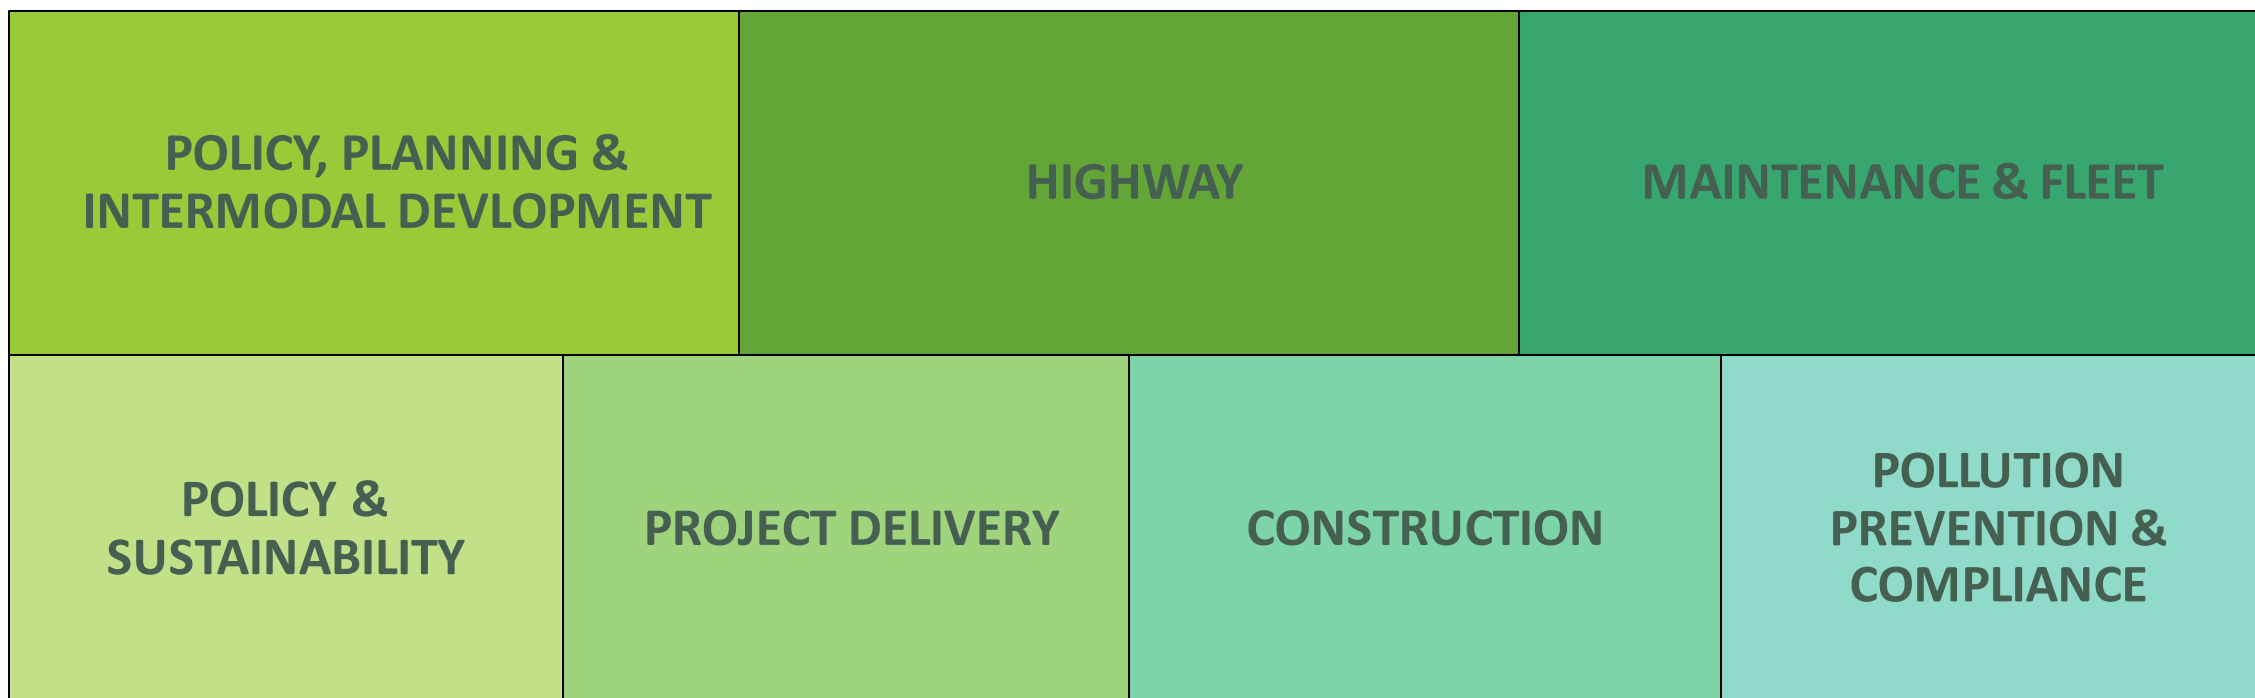 POLICY, PLANNING &
INTERMODAL DEVLOPMENT
HIGHWAY
MAINTENANCE & FLEET
POLICY &
SUSTAINABILITY
PROJECT DELIVERY
CONSTRUCTION
POLLUTION
PREVENTION &
COMPLIANCE